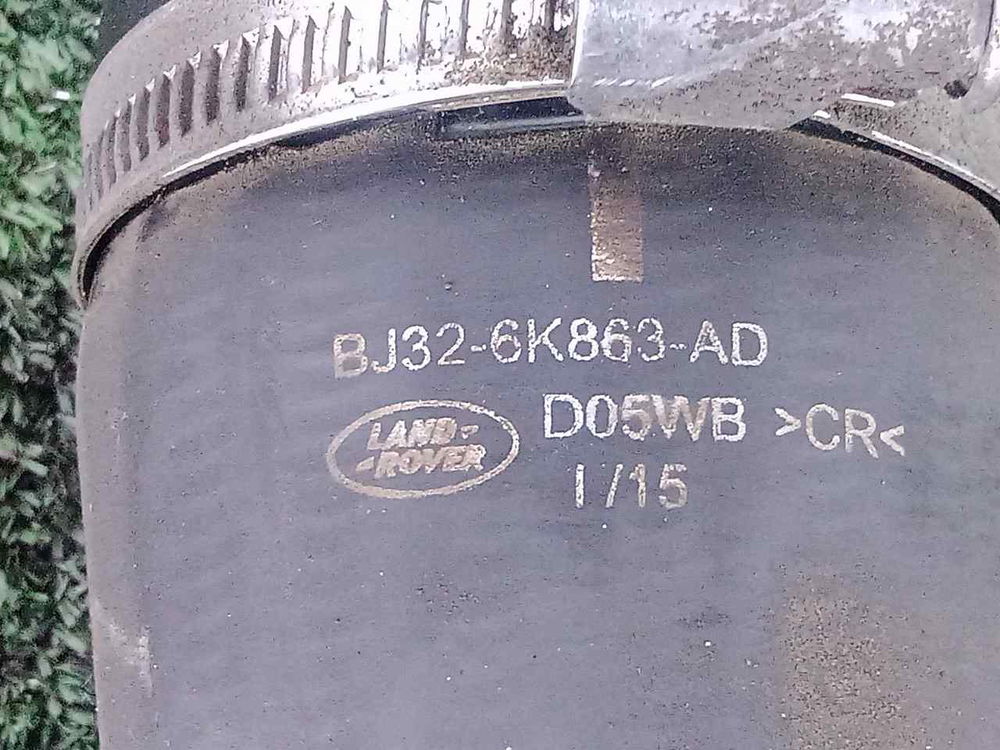 BJ32-6K863-AD
LAND-
-ROVER
D05WB >CR<
1/15